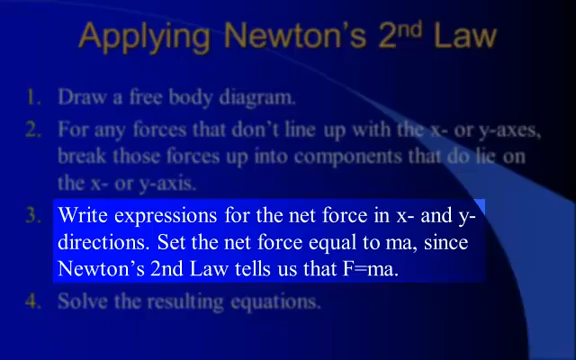 Applying Newton's 2nd Law
1. Draw a free body diagram.
2. For any forces that don't line up with the x- or y-axes,
break those forces up into components that do lie on
the x- or y-axis.
3. Write expressions for the net force in x- and y-
directions. Set the net force equal to ma, since
Newton's 2nd Law tells us that F=ma.
4. Solve the resulting equations.